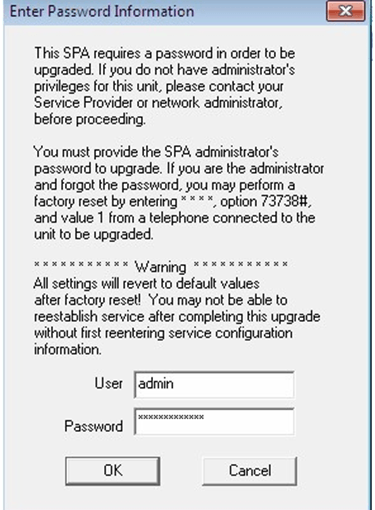 Enter Password Information
This SPA requires a password in order to be
upgraded. If you do not have administrator's
privileges for this unit, please contact your
Service Provider or network administrator,
before proceeding.
You must provide the SPA administrator's
password to upgrade. If you are the administrator
and forgot the password, you may perform a
factory reset by entering * * * *, option 73738#,
and value 1 from a telephone connected to the
unit to be upgraded.
* * * * * * * * * * * Warning * * * * * * * * * * *
All settings will revert to default values
after factory reset! You may not be able to
reestablish service after completing this upgrade
without first reentering service configuration
information.
User admin
Password *************
OK Cancel